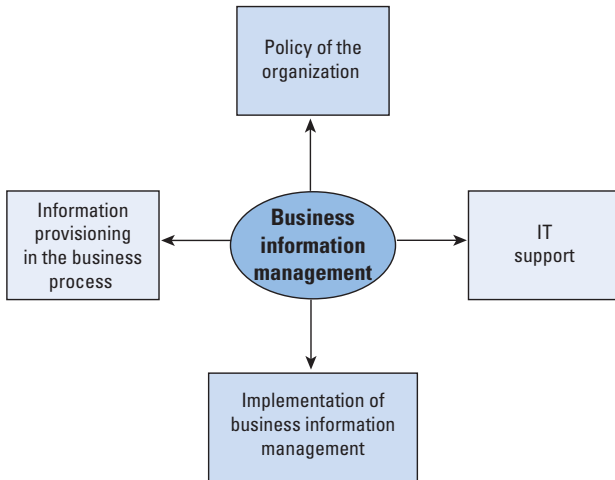 Policy of the
organization
Information
provisioning
in the business
process
Business
information
management
IT
support
Implementation of
business information
management